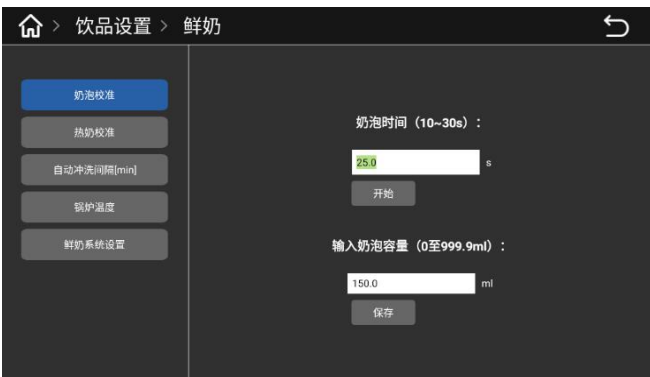 饮品设置 > 鲜奶
奶泡校准
热奶校准
自动冲洗间隔[min]
锅炉温度
鲜奶系统设置
奶泡时间（10~30s）：
25.0 s
开始
输入奶泡容量（0至999.9ml）：
150.0 ml
保存